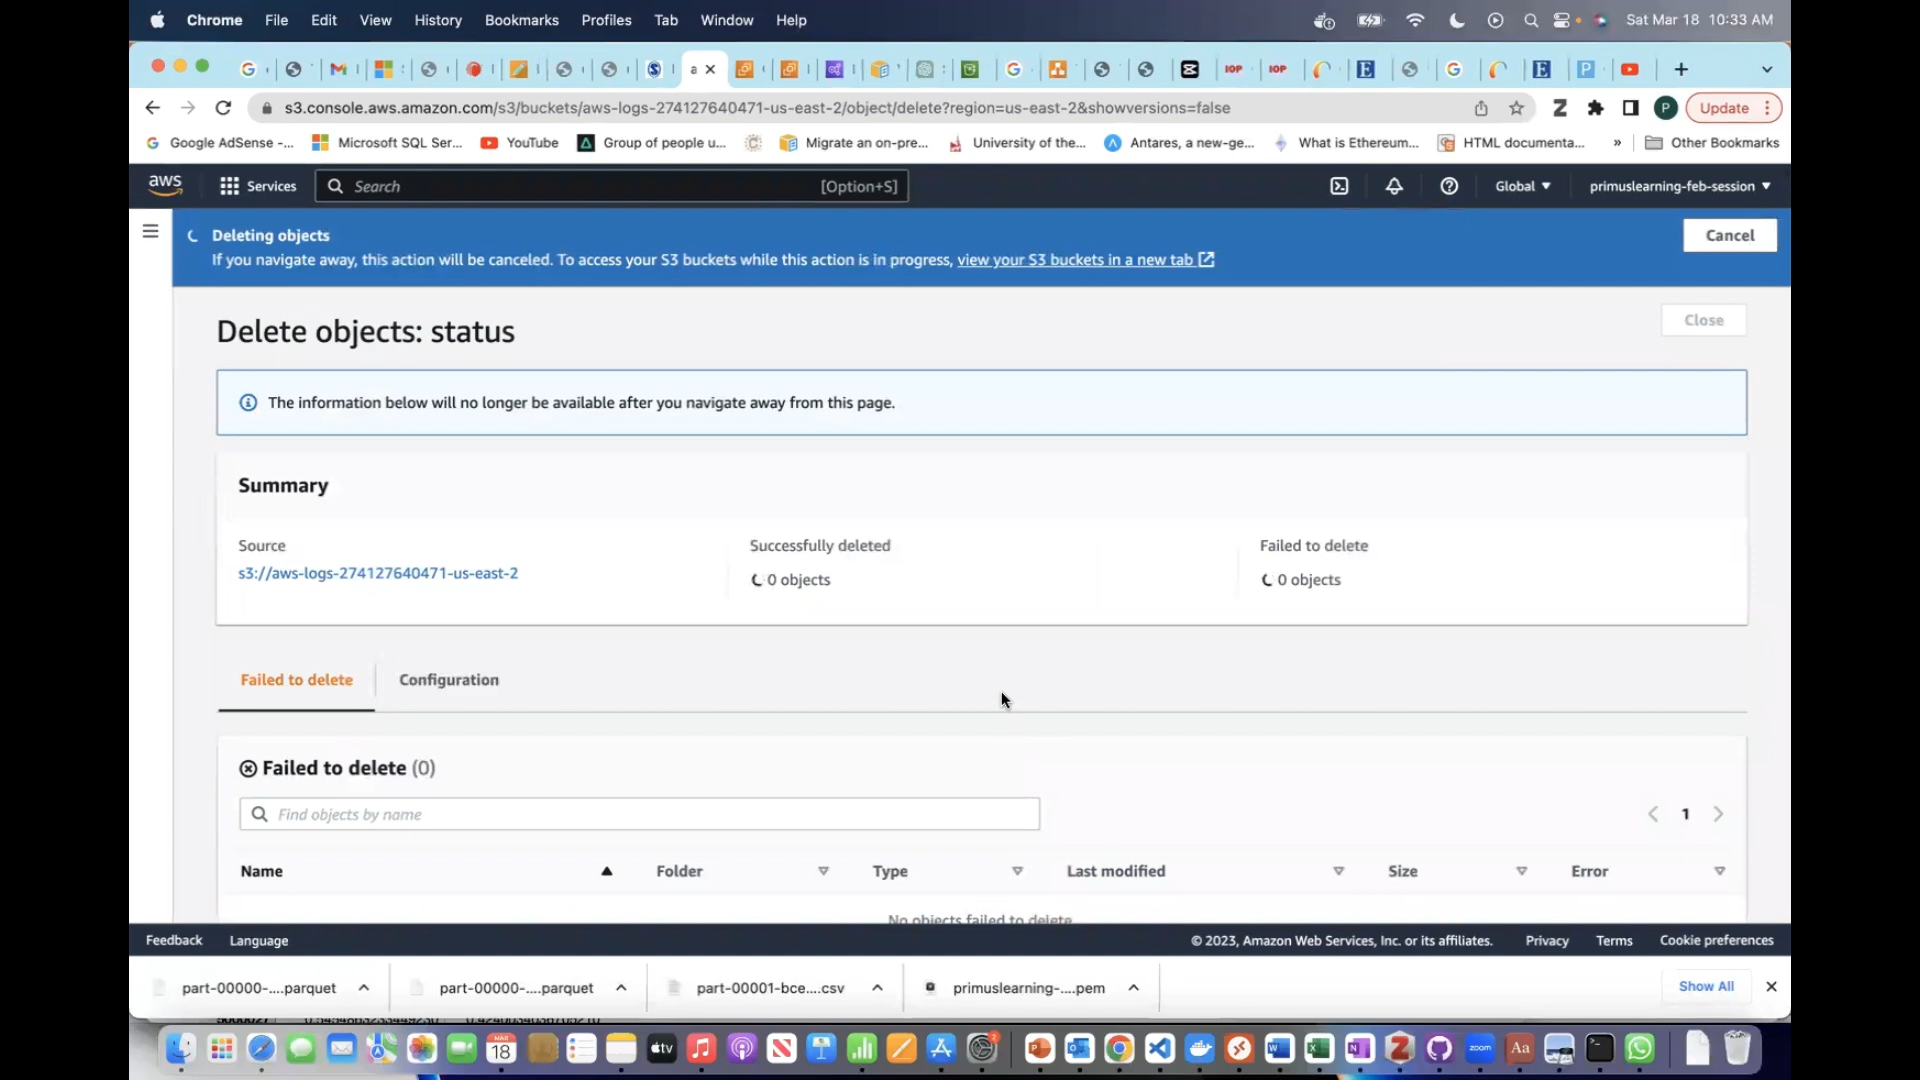 Chrome File Edit View History Bookmarks Profiles Tab Window Help Sat Mar 18 10:33 AM
a IOP IOP
s3.console.aws.amazon.com/s3/buckets/aws-logs-274127640471-us-east-2/object/delete?region=us-east-2&showversions=false P Update
Google AdSense -... Microsoft SQL Ser... YouTube Group of people u... Migrate an on-pre... University of the... Antares, a new-ge... What is Ethereum... HTML documenta... » Other Bookmarks
aws Services Search [Option+S] Global primuslearning-feb-session
Deleting objects Cancel
If you navigate away, this action will be canceled. To access your S3 buckets while this action is in progress, view your S3 buckets in a new tab
Delete objects: status Close
The information below will no longer be available after you navigate away from this page.
Summary
Source Successfully deleted Failed to delete
s3://aws-logs-274127640471-us-east-2 0 objects 0 objects
Failed to delete Configuration
Failed to delete (0)
Find objects by name 1
Name Folder Type Last modified Size Error
No objects failed to delete
Feedback Language © 2023, Amazon Web Services, Inc. or its affiliates. Privacy Terms Cookie preferences
part-00000-....parquet part-00000-....parquet part-00001-bce....csv primuslearning-....pem Show All
MAR 18 tv zoom Aa